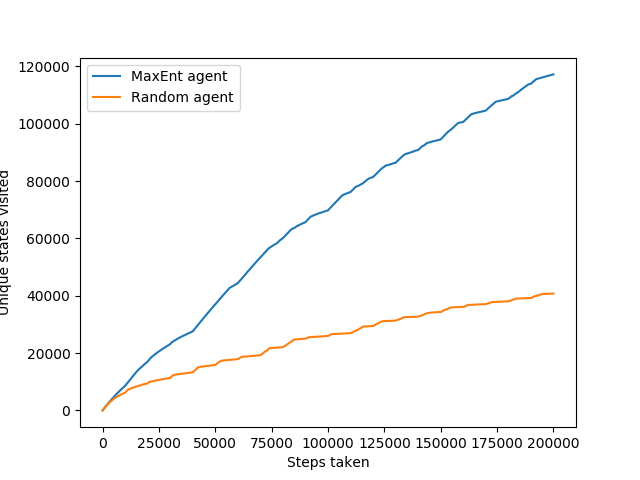 120000
100000
80000
60000
40000
20000
0
Unique states visited
MaxEnt agent
Random agent
0 25000 50000 75000 100000 125000 150000 175000 200000
Steps taken